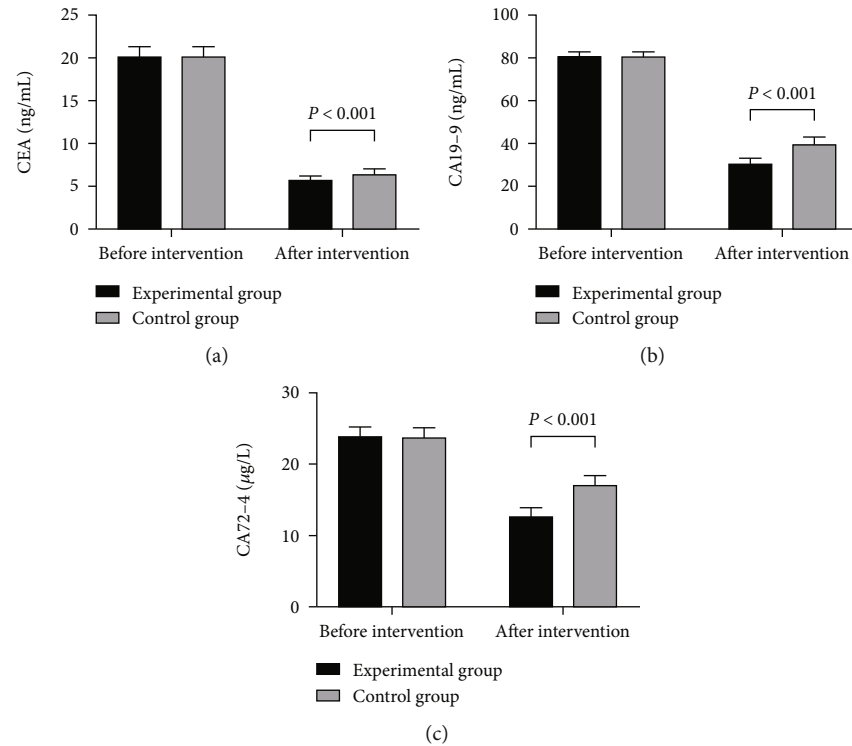 CEA (ng/mL)
25
20
15
10
5
0
P < 0.001
Before intervention
After intervention
Experimental group
Control group
(a)
CA19–9 (ng/mL)
100
80
60
40
20
0
P < 0.001
Before intervention
After intervention
Experimental group
Control group
(b)
CA72–4 (μg/L)
30
20
10
0
P < 0.001
Before intervention
After intervention
Experimental group
Control group
(c)